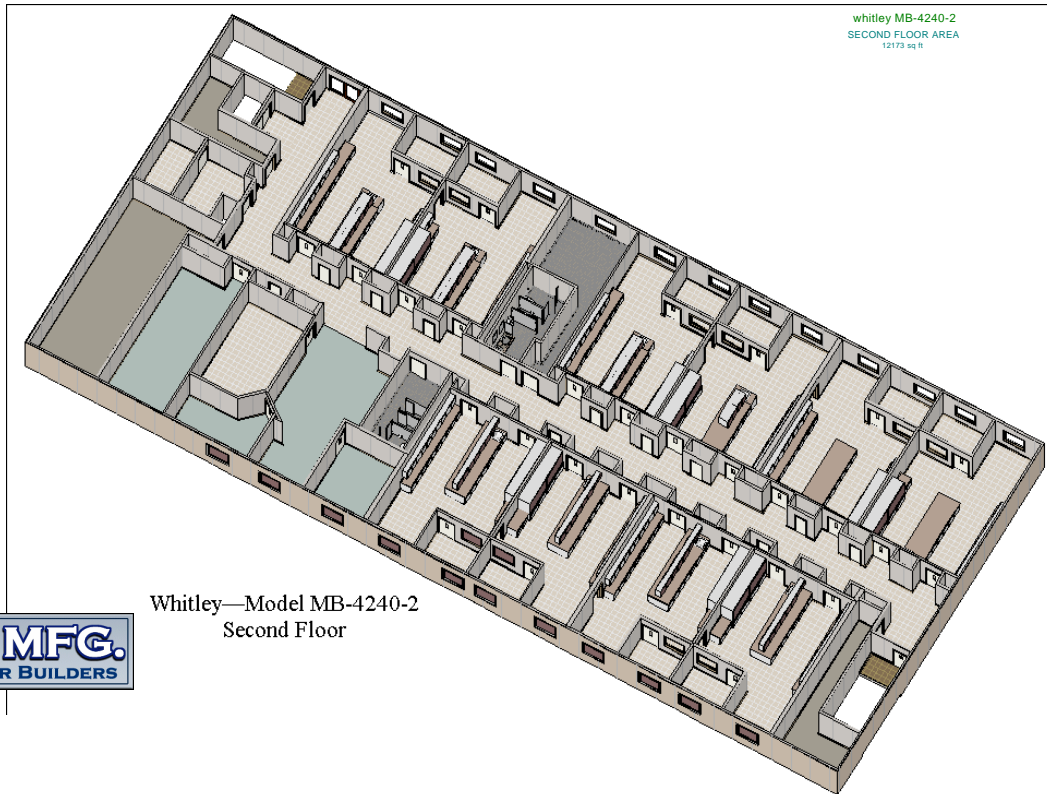 whitley MB-4240-2
SECOND FLOOR AREA
12173 sq ft
Whitley—Model MB-4240-2
Second Floor
MFG.
R BUILDERS